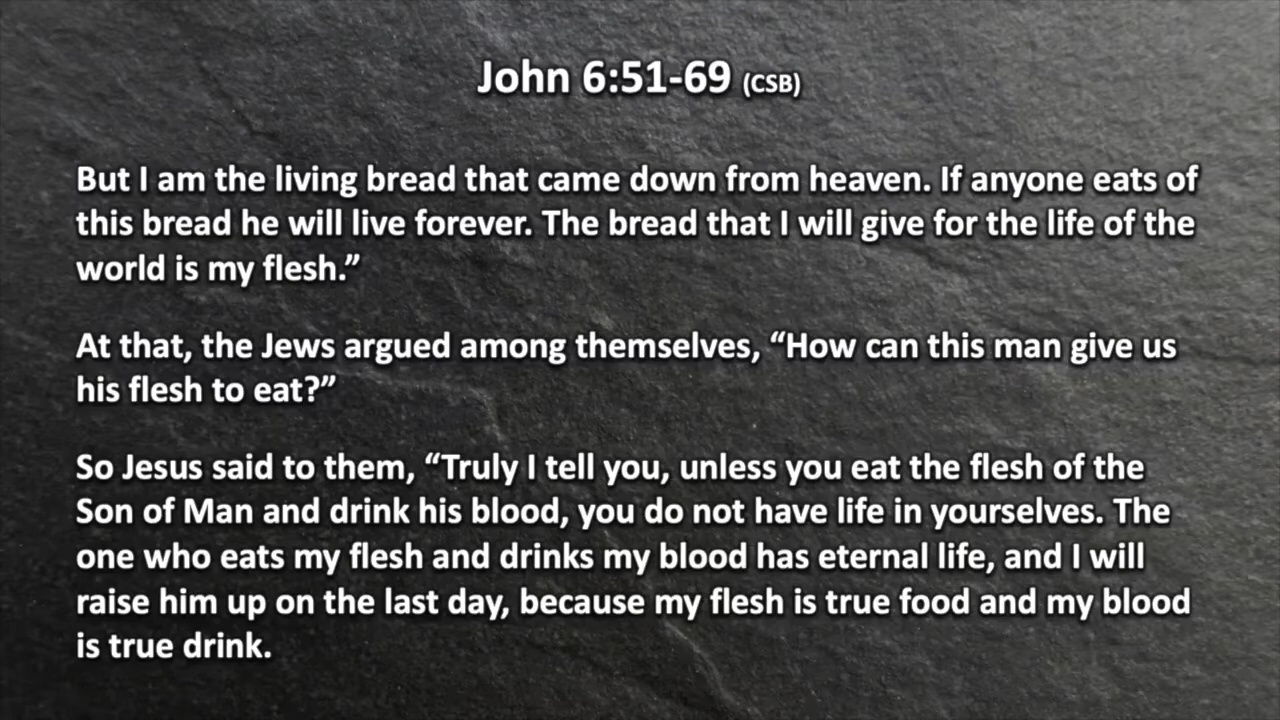 John 6:51-69 (CSB)
But I am the living bread that came down from heaven. If anyone eats of
this bread he will live forever. The bread that I will give for the life of the
world is my flesh.”
At that, the Jews argued among themselves, “How can this man give us
his flesh to eat?”
So Jesus said to them, “Truly I tell you, unless you eat the flesh of the
Son of Man and drink his blood, you do not have life in yourselves. The
one who eats my flesh and drinks my blood has eternal life, and I will
raise him up on the last day, because my flesh is true food and my blood
is true drink.